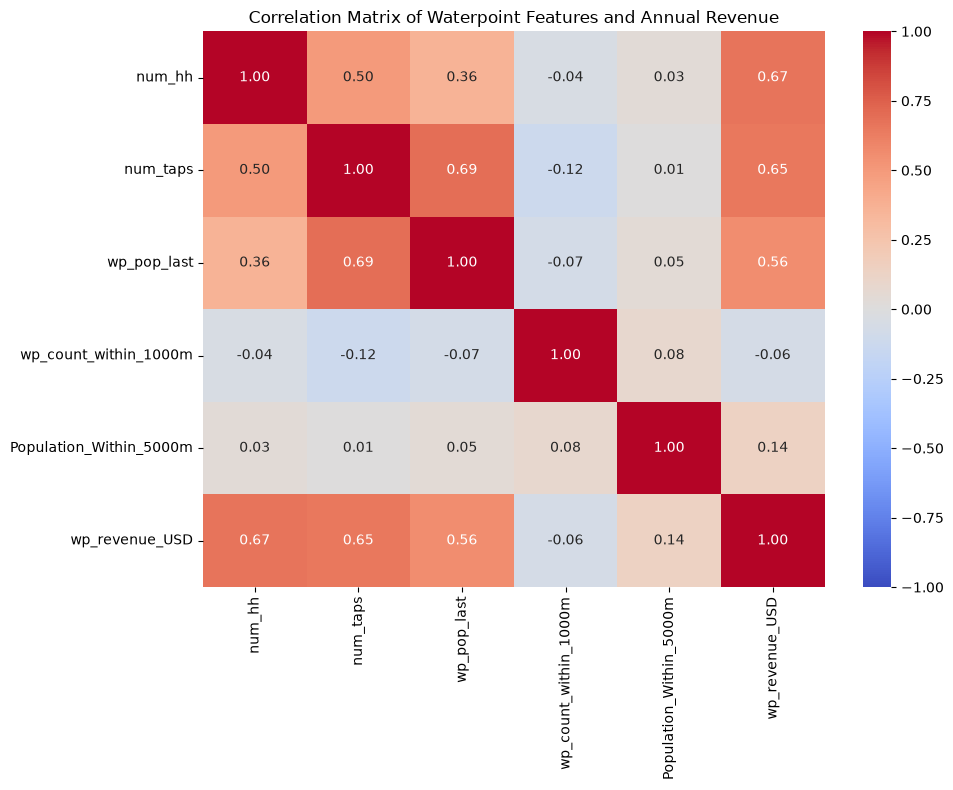 Correlation Matrix of Waterpoint Features and Annual Revenue
num_hh 1.00 0.50 0.36 -0.04 0.03 0.67
num_taps 0.50 1.00 0.69 -0.12 0.01 0.65
wp_pop_last 0.36 0.69 1.00 -0.07 0.05 0.56
wp_count_within_1000m -0.04 -0.12 -0.07 1.00 0.08 -0.06
Population_Within_5000m 0.03 0.01 0.05 0.08 1.00 0.14
wp_revenue_USD 0.67 0.65 0.56 -0.06 0.14 1.00
num_hh
num_taps
wp_pop_last
wp_count_within_1000m
Population_Within_5000m
wp_revenue_USD
1.00
0.75
0.50
0.25
0.00
−0.25
−0.50
−0.75
−1.00